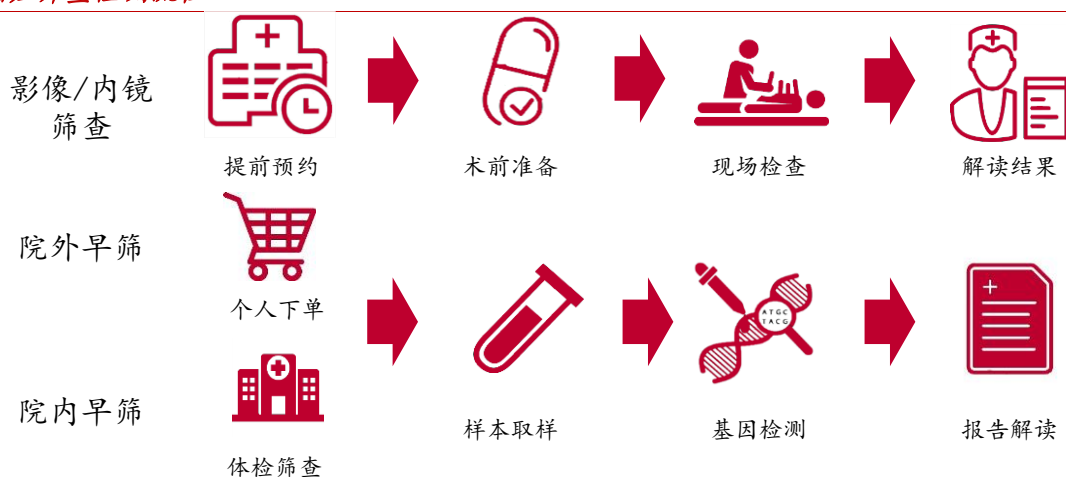 影像/内镜
筛查
提前预约
术前准备
现场检查
解读结果
院外早筛
个人下单
院内早筛
体检筛查
样本取样
ATGC
TACG
基因检测
报告解读